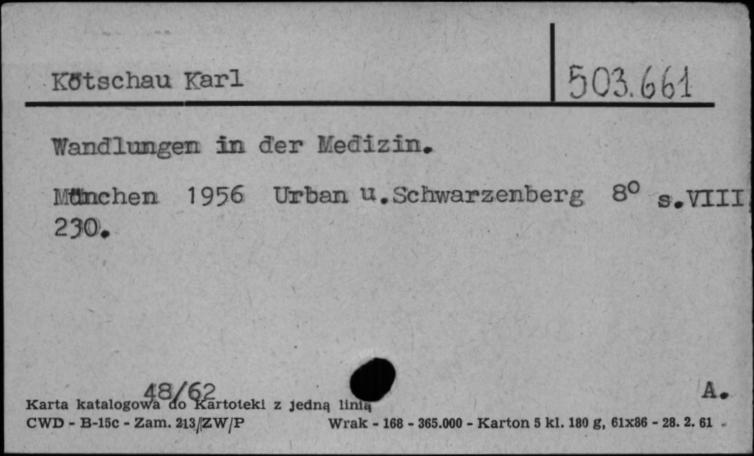 Kötschau Karl
503.661
Wandlungen in der Medizin.
München 1956 Urban u.Schwarzenberg 8° s.VIII
230.
48/62
A.
Karta katalogowa do Kartoteki z jedną linią
CWD - B-15c - Zam. 213/ZW/P Wrak - 168 - 365.000 - Karton 5 kl. 180 g, 61x86 - 28. 2. 61